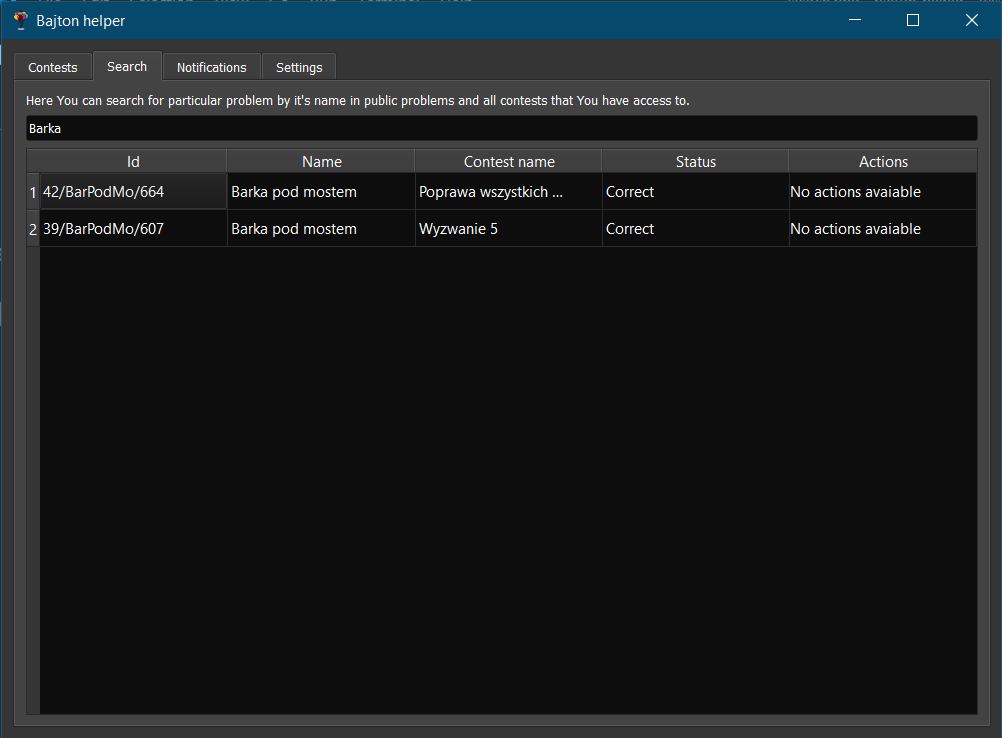 Bajton helper
Contests Search Notifications Settings
Here You can search for particular problem by it's name in public problems and all contests that You have access to.
Barka
Id Name Contest name Status Actions
1 42/BarPodMo/664 Barka pod mostem Poprawa wszystkich ... Correct No actions avaiable
2 39/BarPodMo/607 Barka pod mostem Wyzwanie 5 Correct No actions avaiable